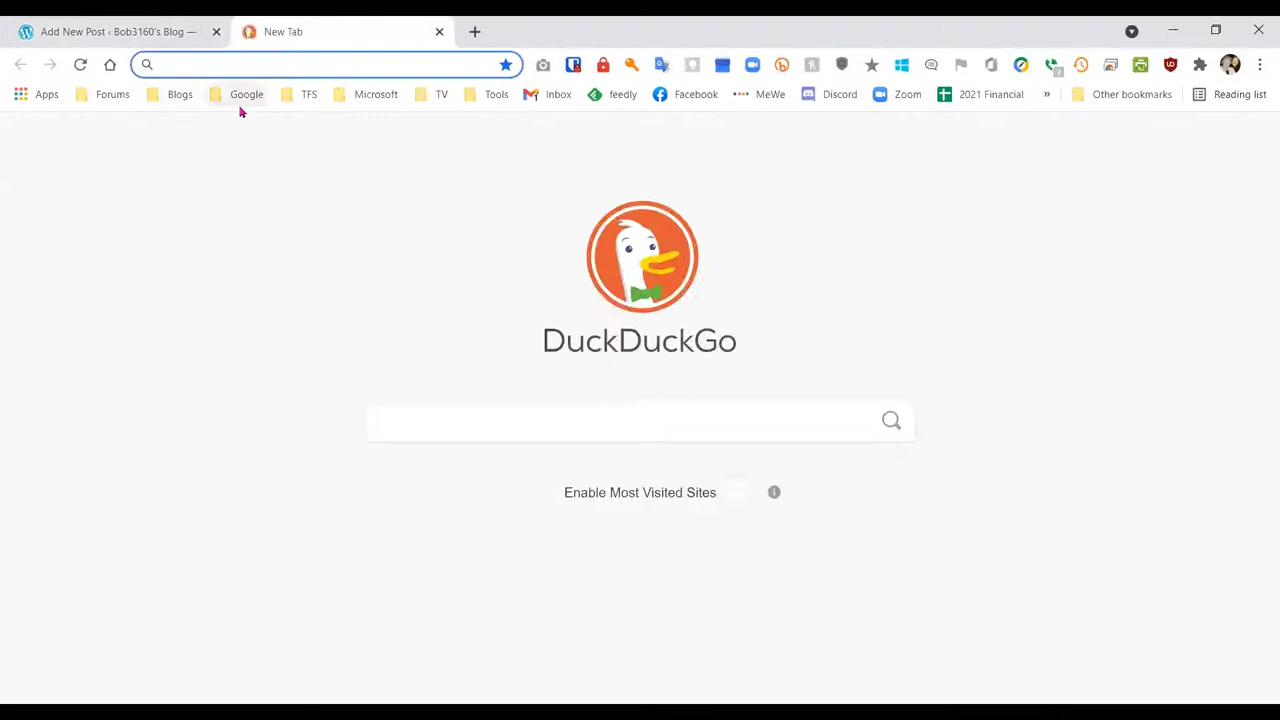 Add New Post ‹ Bob3160's Blog —
New Tab
Apps Forums Blogs Google TFS Microsoft TV Tools Inbox feedly Facebook MeWe Discord Zoom 2021 Financial » Other bookmarks Reading list
DuckDuckGo
Enable Most Visited Sites